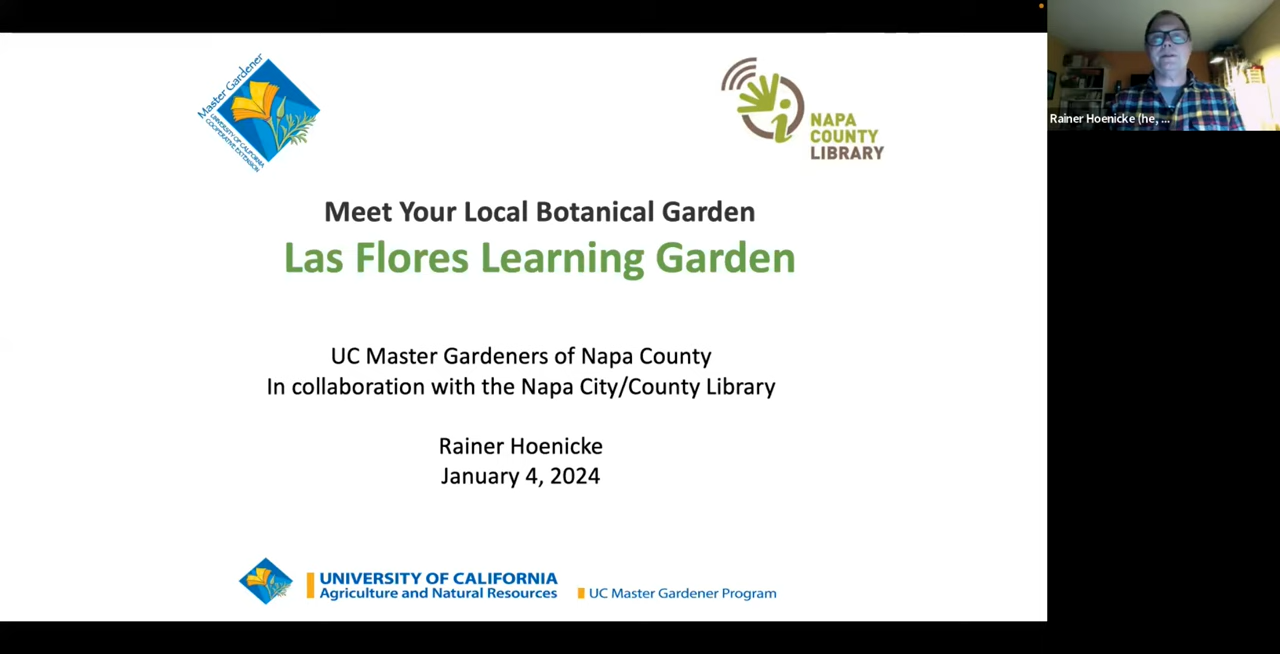 Master Gardener
UNIVERSITY OF CALIFORNIA
COOPERATIVE EXTENSION
NAPA
COUNTY
LIBRARY
Rainer Hoenicke (he, ...
Meet Your Local Botanical Garden
Las Flores Learning Garden
UC Master Gardeners of Napa County
In collaboration with the Napa City/County Library
Rainer Hoenicke
January 4, 2024
UNIVERSITY OF CALIFORNIA
Agriculture and Natural Resources
UC Master Gardener Program